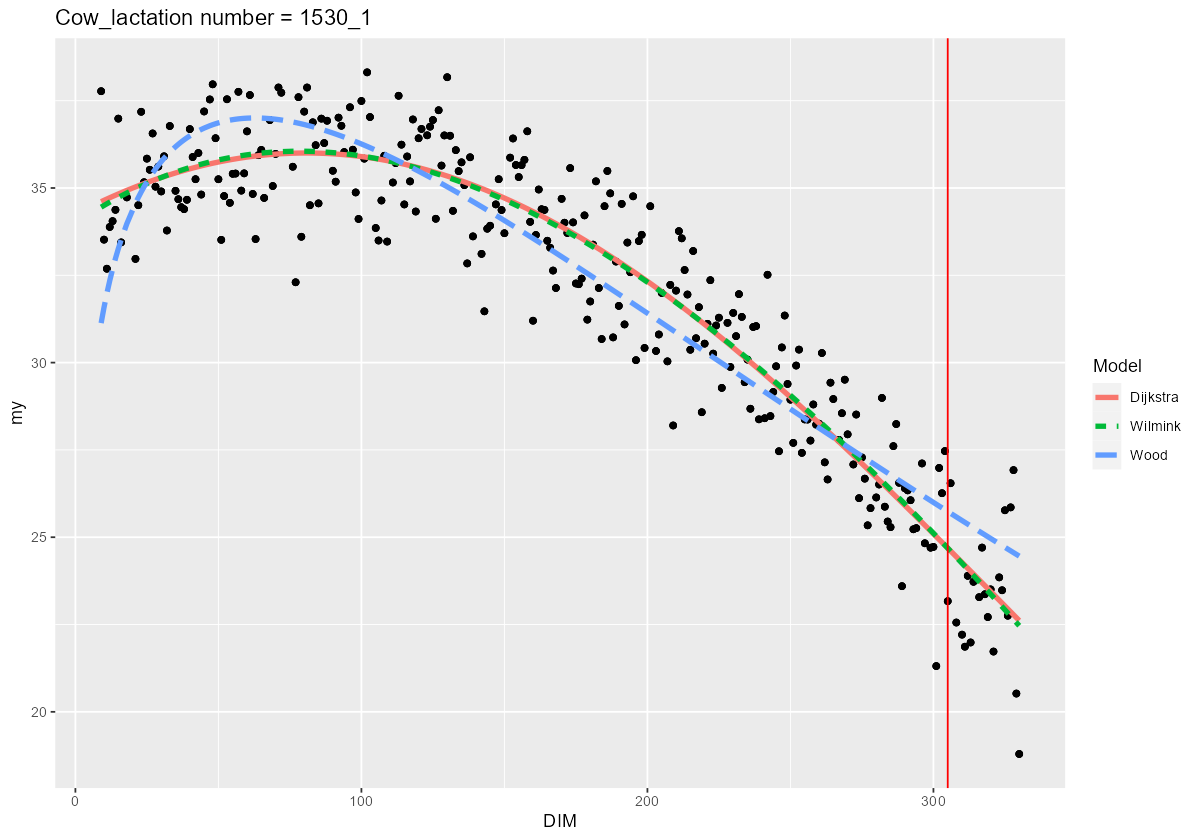 Cow_lactation number = 1530_1
35
30
25
20
my
0 100 200 300
DIM
Model
Dijkstra
Wilmink
Wood